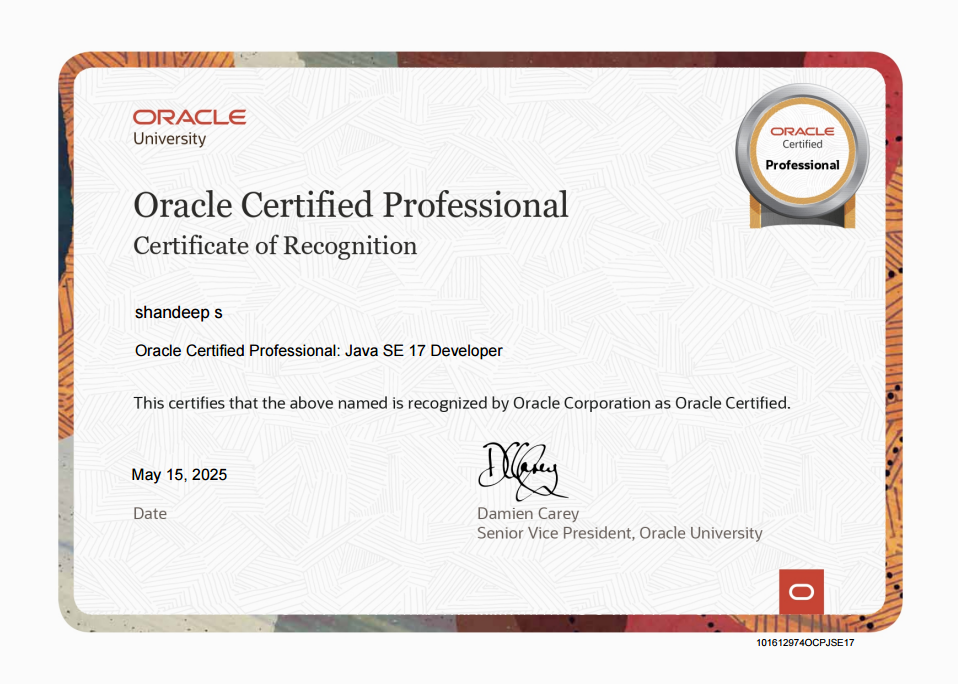 ORACLE
University
ORACLE
Certified
Professional
Oracle Certified Professional
Certificate of Recognition
shandeep s
Oracle Certified Professional: Java SE 17 Developer
This certifies that the above named is recognized by Oracle Corporation as Oracle Certified.
May 15, 2025
Date
DCarey
Damien Carey
Senior Vice President, Oracle University
101612974OCPJSE17